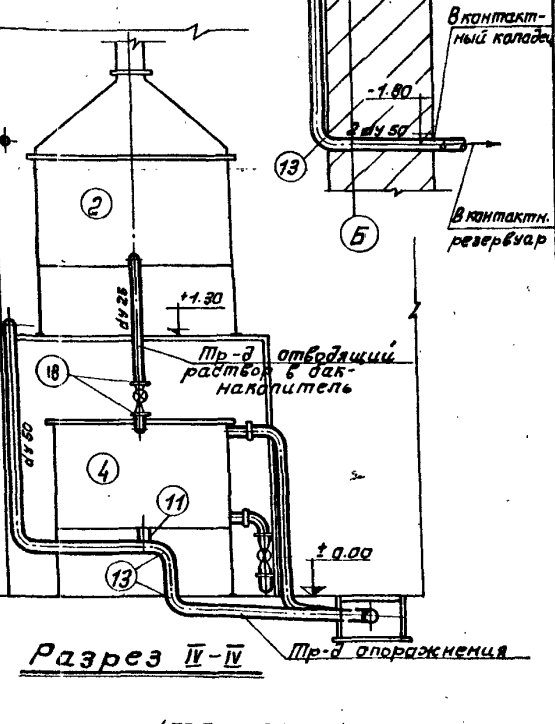 В контакт-
ный колодец
-1.80
2 dу 50
13
Б
В контактн.
резервуар
2
dу 25
+1.30
Тр-д отводящий
раствор в бак-
накопитель
18
dу 50
4
11
± 0.00
13
Тр-д опоражнения
Разрез IV-IV